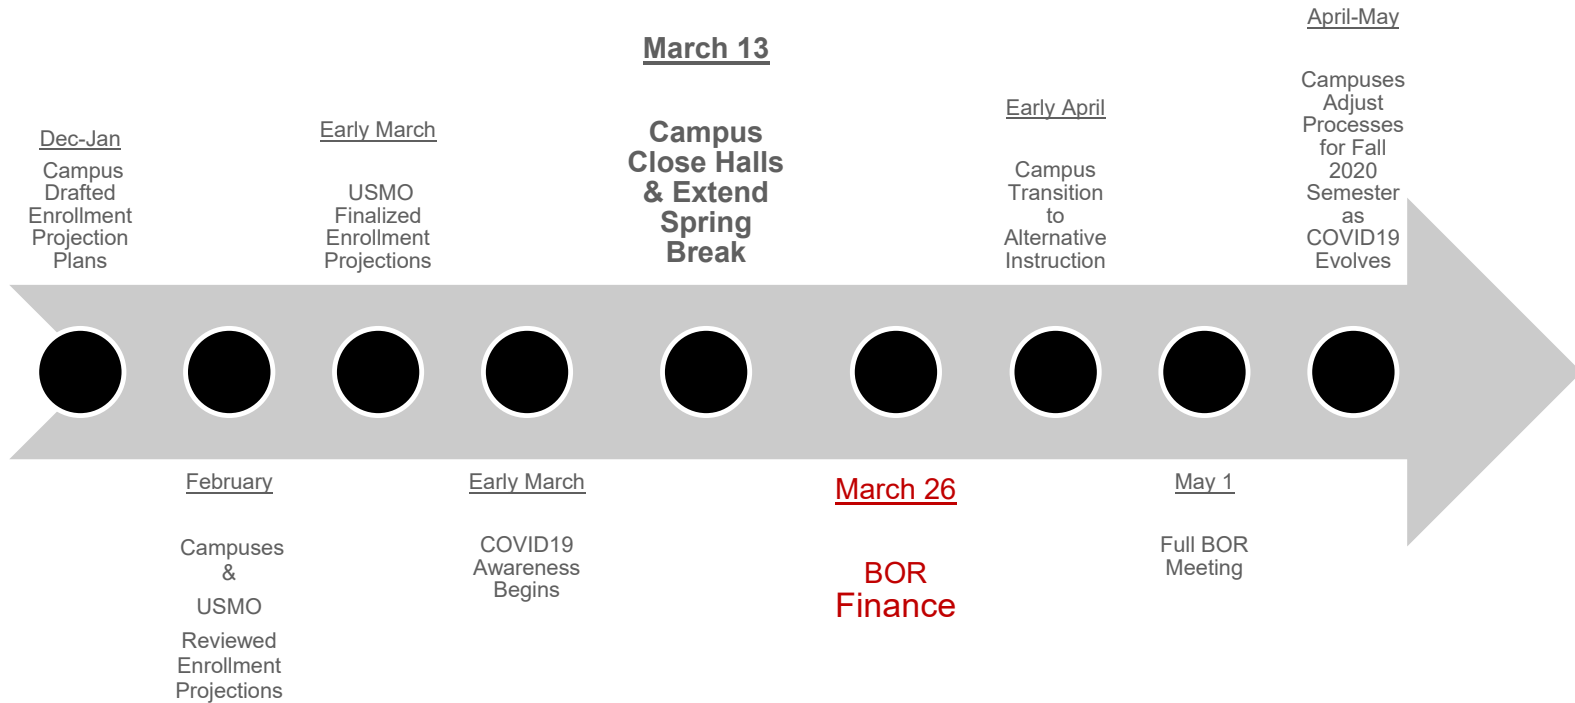 Dec-Jan
Campus
Drafted
Enrollment
Projection
Plans
February
Campuses
&
USMO
Reviewed
Enrollment
Projections
Early March
USMO
Finalized
Enrollment
Projections
Early March
COVID19
Awareness
Begins
March 13
Campus
Close Halls
& Extend
Spring
Break
March 26
BOR
Finance
Early April
Campus
Transition
to
Alternative
Instruction
May 1
Full BOR
Meeting
April-May
Campuses
Adjust
Processes
for Fall
2020
Semester
as
COVID19
Evolves